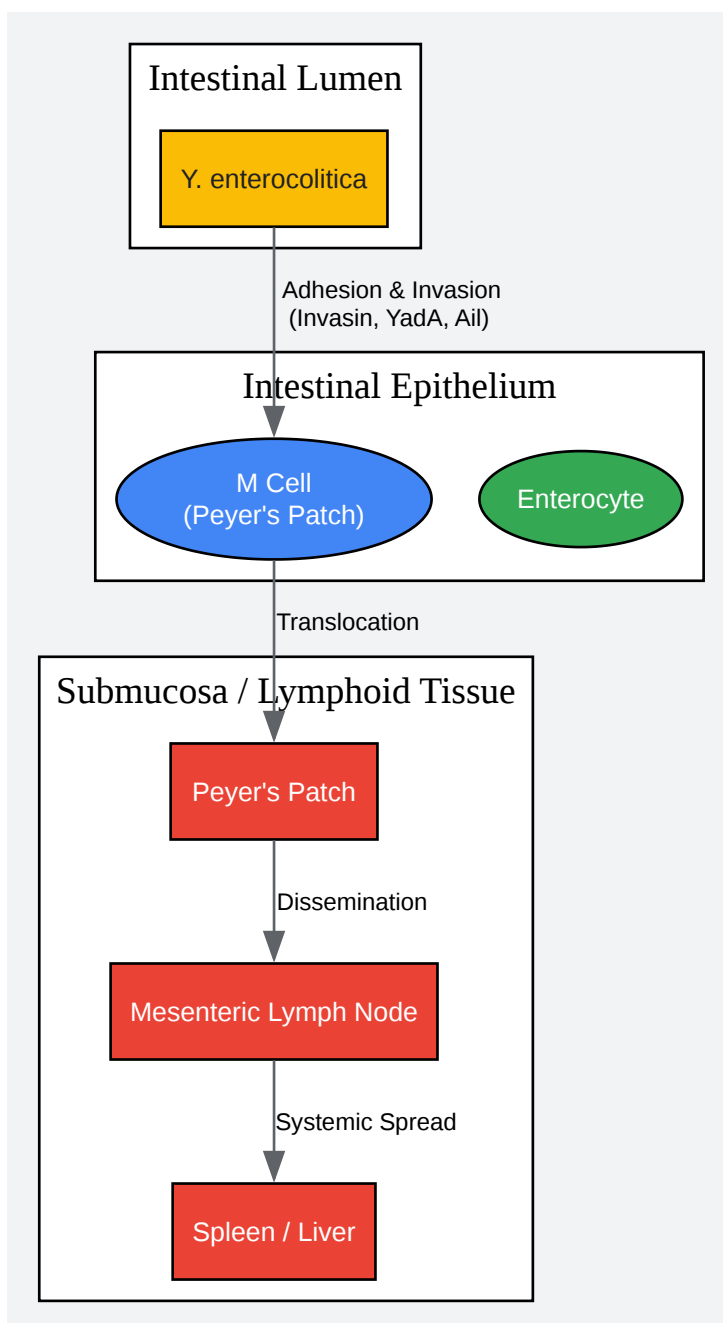 Intestinal Lumen
Y. enterocolitica
Adhesion & Invasion
(Invasin, YadA, Ail)
Intestinal Epithelium
M Cell
(Peyer's Patch)
Enterocyte
Translocation
Submucosa / Lymphoid Tissue
Peyer's Patch
Dissemination
Mesenteric Lymph Node
Systemic Spread
Spleen / Liver